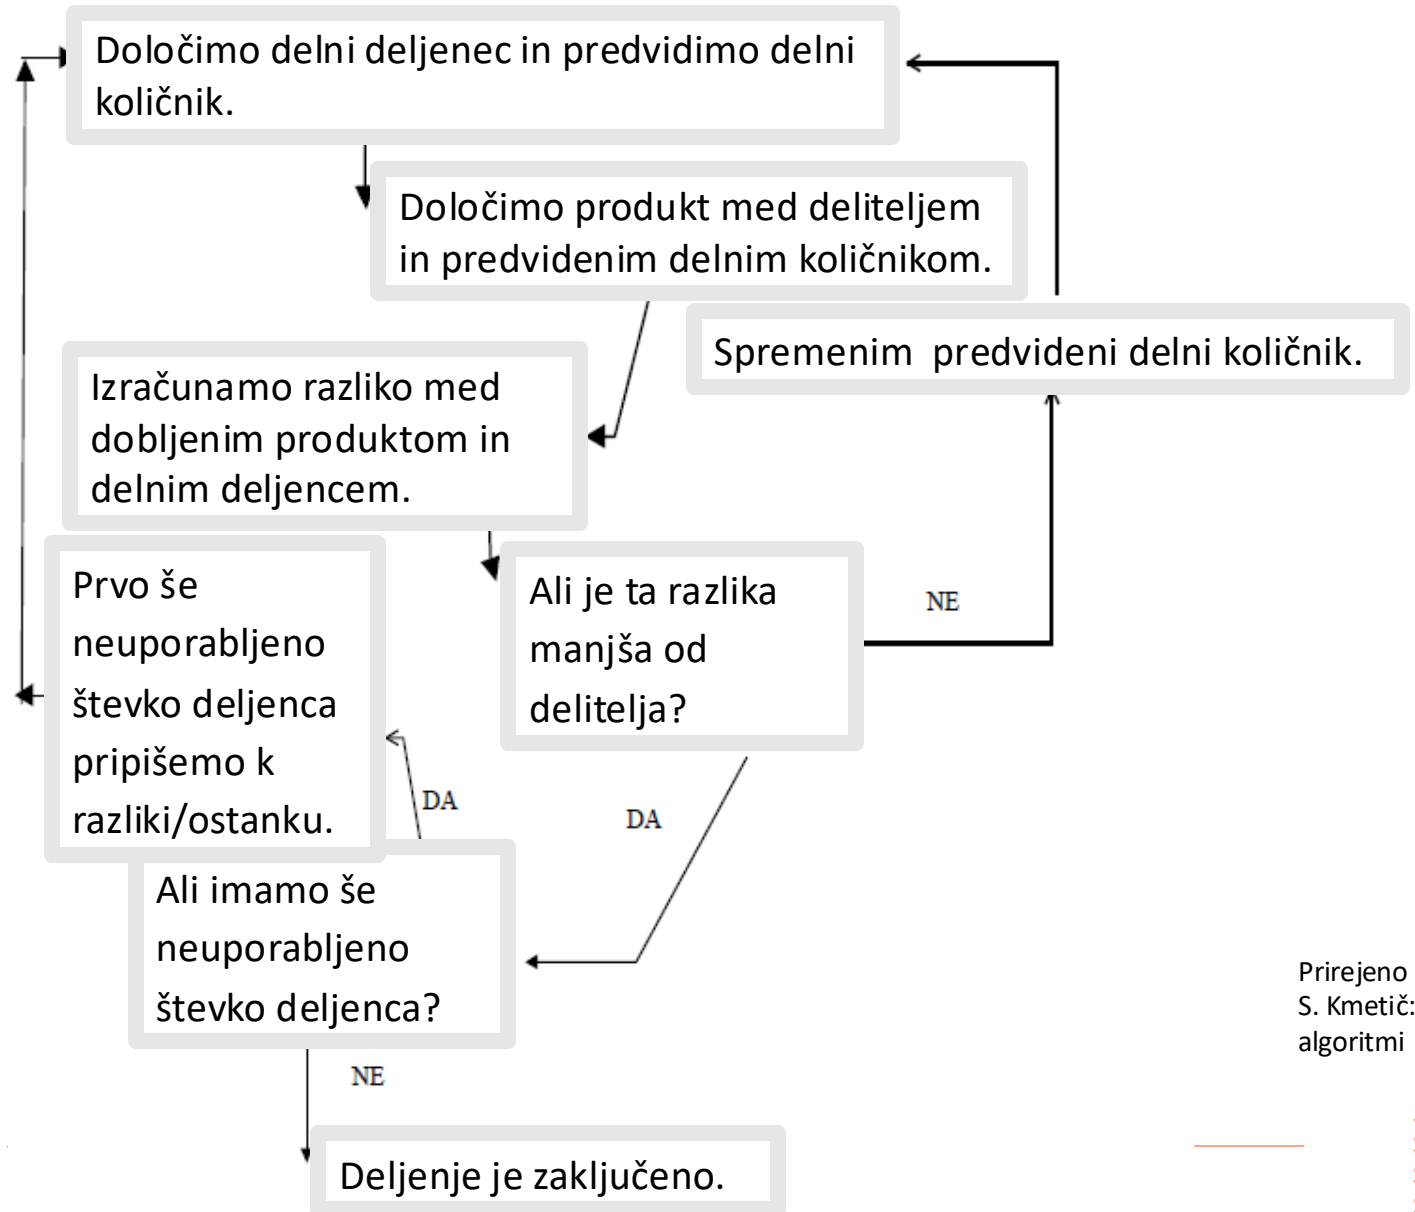 Določimo delni deljenec in predvidimo delni
količnik.
Določimo produkt med deliteljem
in predvidenim delnim količnikom.
Spremenim predvideni delni količnik.
Izračunamo razliko med
dobljenim produktom in
delnim deljencem.
Prvo še
neuporabljeno
števko deljenca
pripišemo k
razliki/ostanku.
Ali je ta razlika
manjša od
delitelja?
NE
DA
DA
Ali imamo še
neuporabljeno
števko deljenca?
NE
Deljenje je zaključeno.
Prirejeno
S. Kmetič:
algoritmi